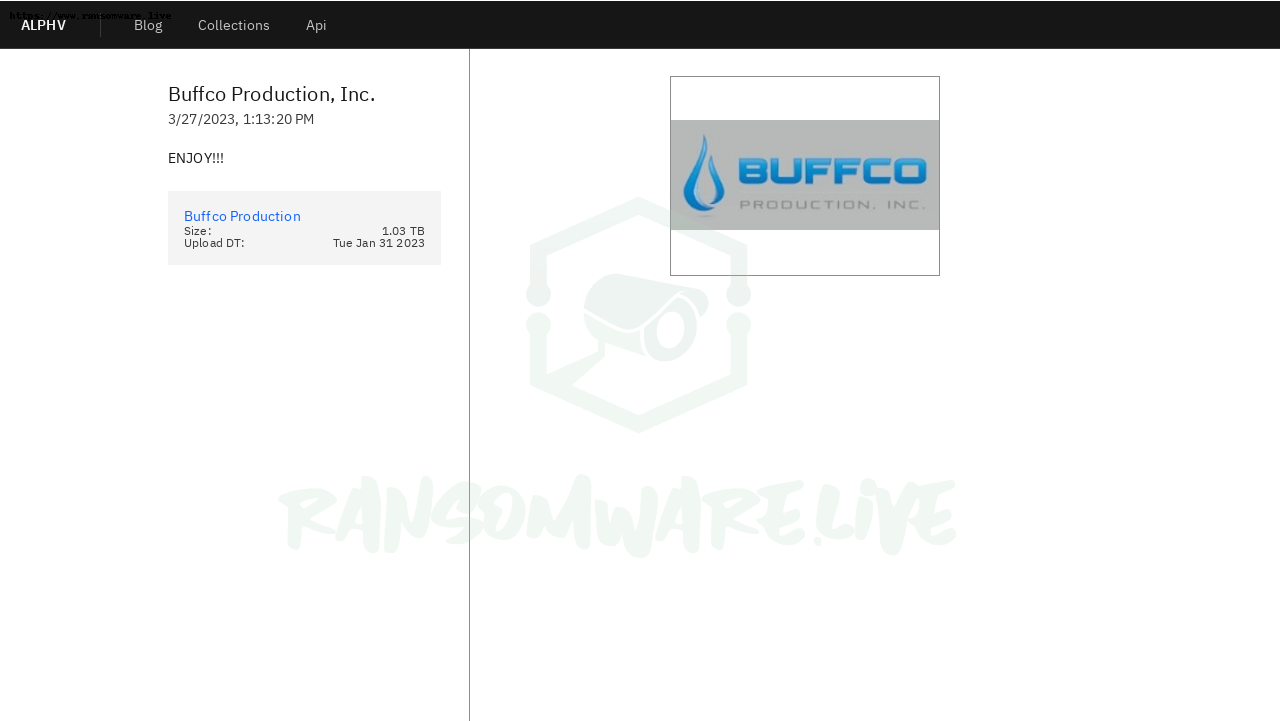 https://www.ransomware.live
ALPHV
Blog
Collections
Api
Buffco Production, Inc.
3/27/2023, 1:13:20 PM
ENJOY!!!
Buffco Production
Size: 1.03 TB
Upload DT: Tue Jan 31 2023
BUFFCO
PRODUCTION, INC.
RANSOMWARE.LIVE